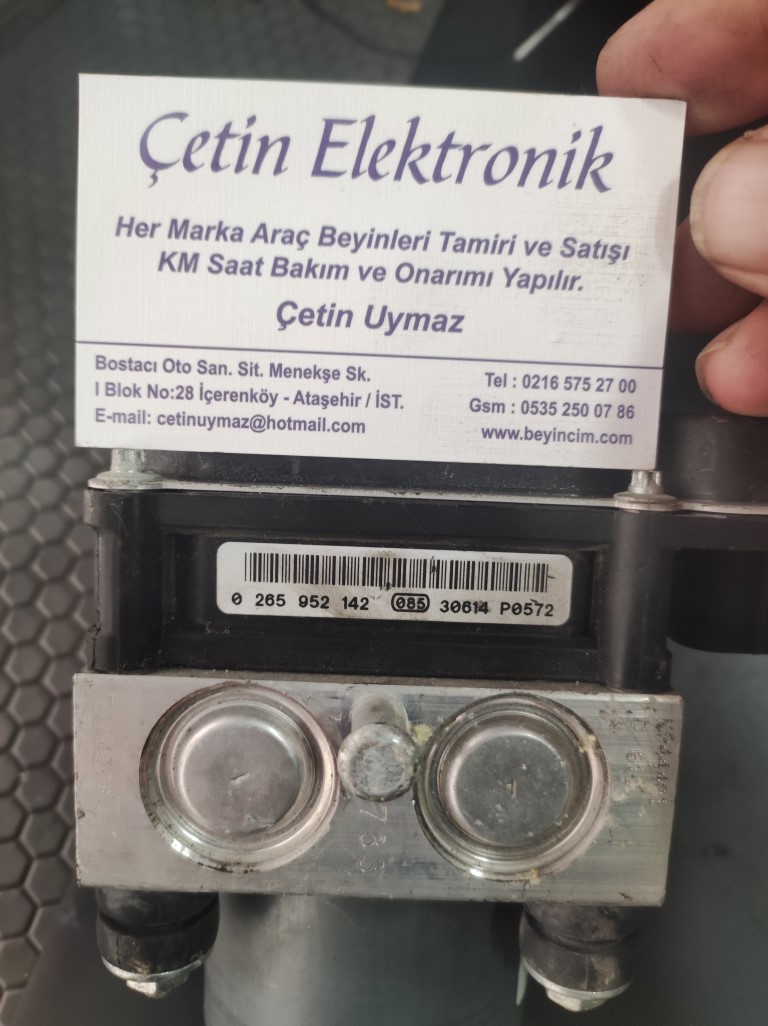 Çetin Elektronik
Her Marka Araç Beyinleri Tamiri ve Satışı
KM Saat Bakım ve Onarımı Yapılır.
Çetin Uymaz
Bostacı Oto San. Sit. Menekşe Sk.
I Blok No:28 İçerenköy - Ataşehir / İST.
E-mail: cetinuymaz@hotmail.com
Tel : 0216 575 27 00
Gsm : 0535 250 07 86
www.beyincim.com
0 265 952 142 085 30614 P0572
733